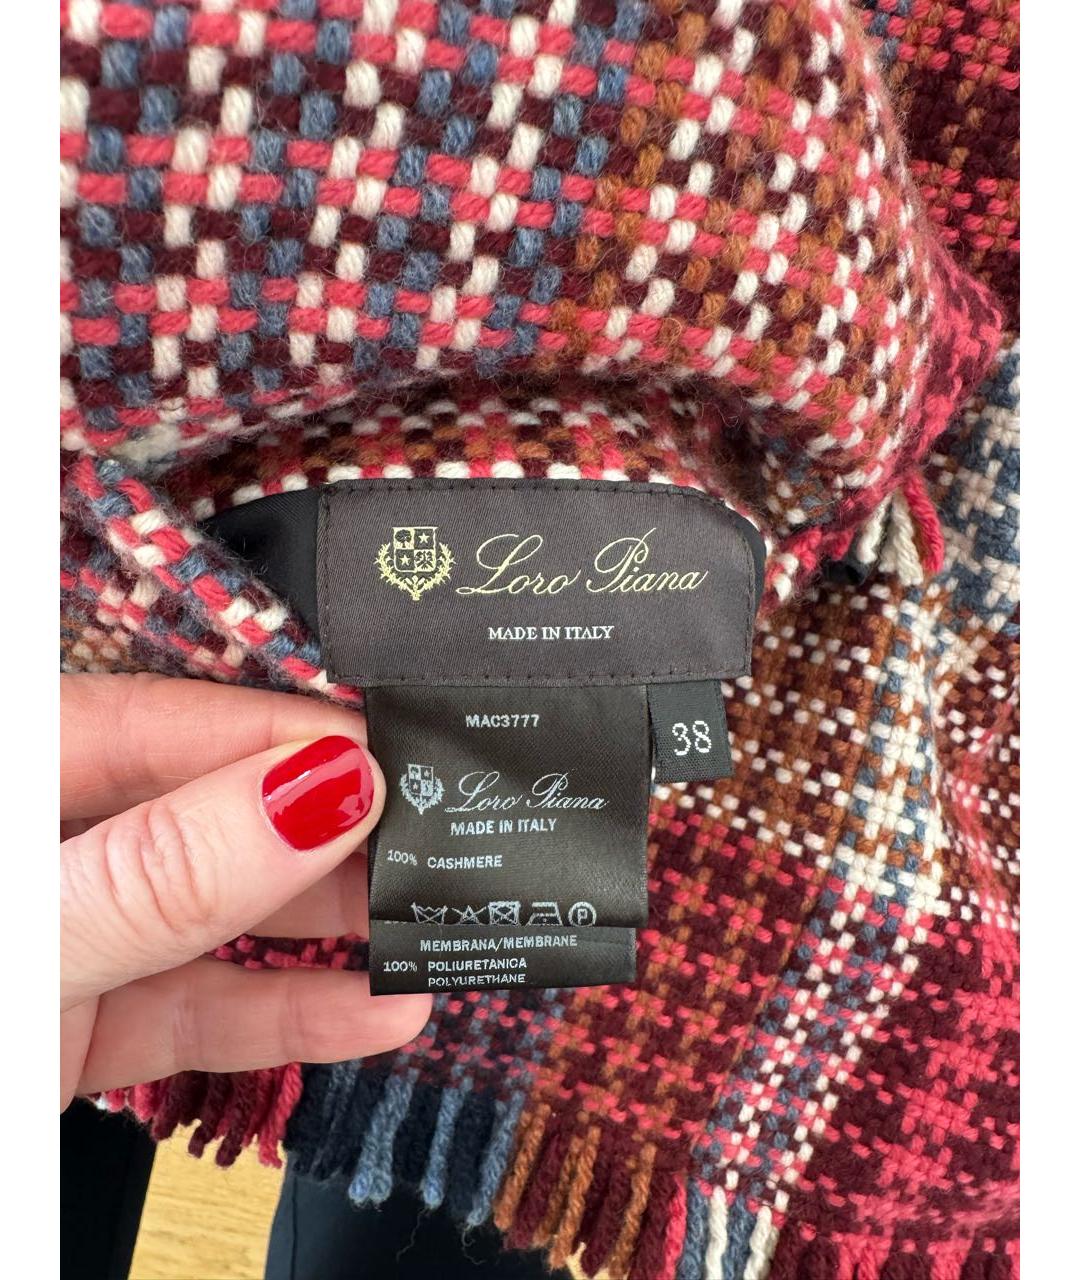 Loro Piana
MADE IN ITALY
38
MAC3777
Loro Piana
MADE IN ITALY
100% CASHMERE
P
MEMBRANA/MEMBRANE
100% POLIURETANICA
POLYURETHANE